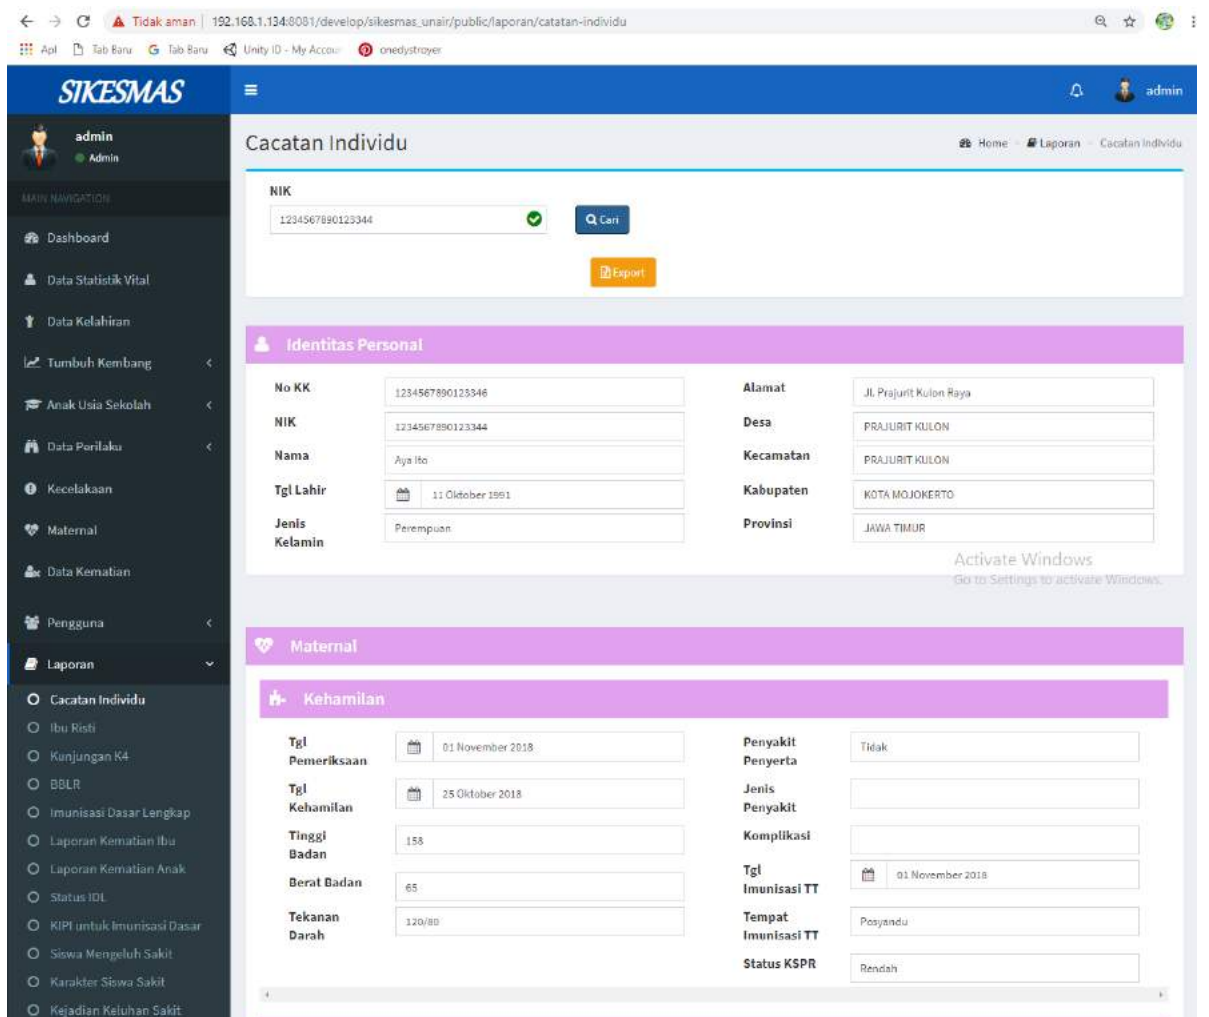 Tidak aman | 192.168.1.134:8081/develop/sikesmas_unair/public/laporan/catatan-individu
Apl Tab Baru Tab Baru Unity ID - My Accou onedystroyer
SIKESMAS
admin
admin
Admin
MAIN NAVIGATION
Dashboard
Data Statistik Vital
Data Kelahiran
Tumbuh Kembang
Anak Usia Sekolah
Data Perilaku
Kecelakaan
Maternal
Data Kematian
Pengguna
Laporan
Cacatan Individu
Ibu Risti
Kunjungan K4
BBLR
Imunisasi Dasar Lengkap
Laporan Kematian Ibu
Laporan Kematian Anak
Status IDL
KIPI untuk Imunisasi Dasar
Siswa Mengeluh Sakit
Karakter Siswa Sakit
Kejadian Keluhan Sakit
Cacatan Individu
Home Laporan Cacatan Individu
NIK
1234567890123344
Cari
Export
Identitas Personal
No KK 1234567890123346
NIK 1234567890123344
Nama Aya Ito
Tgl Lahir 11 Oktober 1991
Jenis Kelamin Perempuan
Alamat Jl. Prajurit Kulon Raya
Desa PRAJURIT KULON
Kecamatan PRAJURIT KULON
Kabupaten KOTA MOJOKERTO
Provinsi JAWA TIMUR
Activate Windows
Go to Settings to activate Windows.
Maternal
Kehamilan
Tgl Pemeriksaan 01 November 2018
Tgl Kehamilan 25 Oktober 2018
Tinggi Badan 158
Berat Badan 65
Tekanan Darah 120/80
Penyakit Penyerta Tidak
Jenis Penyakit
Komplikasi
Tgl Imunisasi TT 01 November 2018
Tempat Imunisasi TT Posyandu
Status KSPR Rendah